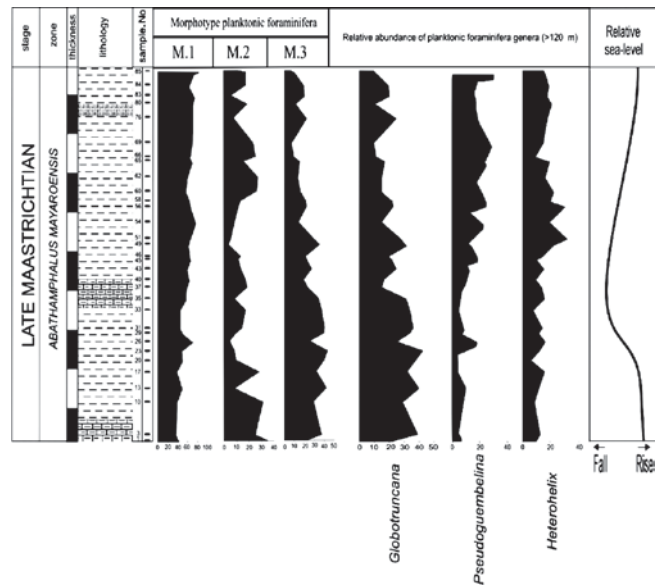 stage
zone
thickness
lithology
sample. No
Morphotype planktonic foraminifera
M.1
M.2
M.3
Relative abundance of planktonic foraminifera genera (>120 m)
Relative
sea-level
LATE MAASTRICHTIAN
ABATHAMPHALUS MAYAROENSIS
0 20 40 60 80 100
0 10 20 30 40
0 10 20 30 40 50
0 10 20 30 40
0 20 40
0 20 40
Fall
Rise
Globotruncana
Pseudoguembelina
Heterohelix